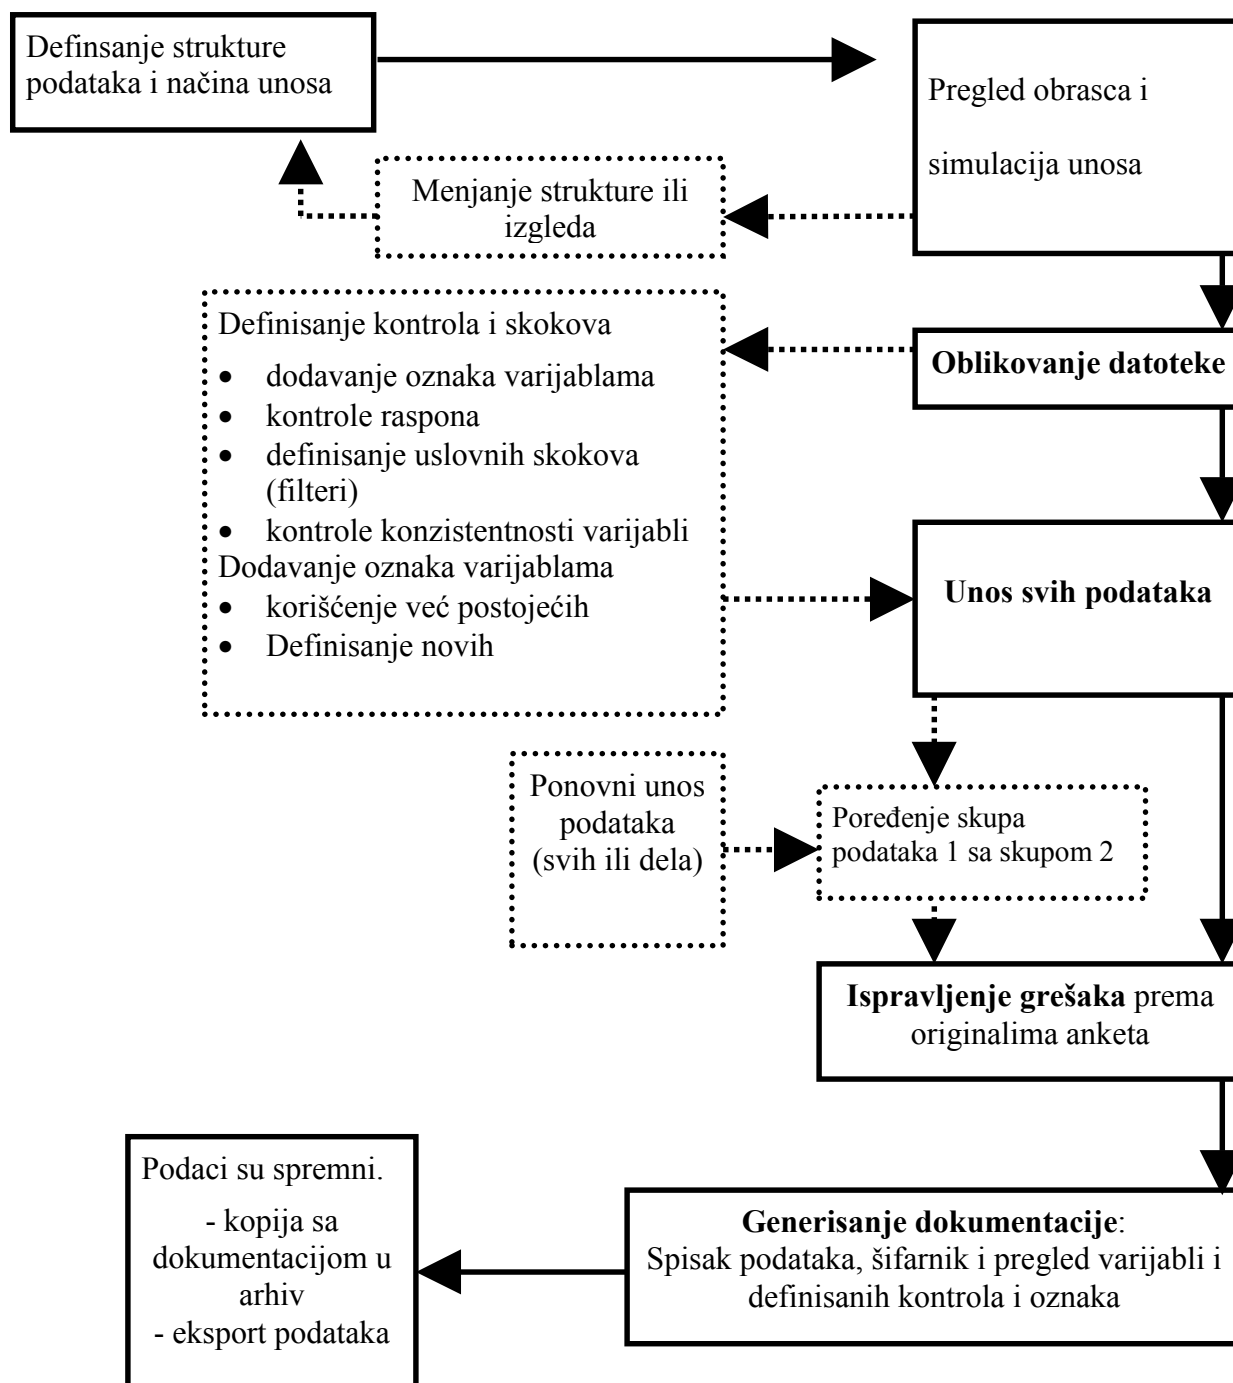 Definsanje strukture
podataka i načina unosa
Pregled obrasca i
simulacija unosa
Menjanje strukture ili
izgleda
Definisanje kontrola i skokova
• dodavanje oznaka varijablama
• kontrole raspona
• definisanje uslovnih skokova
(filteri)
• kontrole konzistentnosti varijabli
Dodavanje oznaka varijablama
• korišćenje već postojećih
• Definisanje novih
Oblikovanje datoteke
Unos svih podataka
Ponovni unos
podataka
(svih ili dela)
Poređenje skupa
podataka 1 sa skupom 2
Ispravljenje grešaka prema
originalima anketa
Generisanje dokumentacije:
Spisak podataka, šifarnik i pregled varijabli i
definisanih kontrola i oznaka
Podaci su spremni.
- kopija sa
dokumentacijom u
arhiv
- eksport podataka